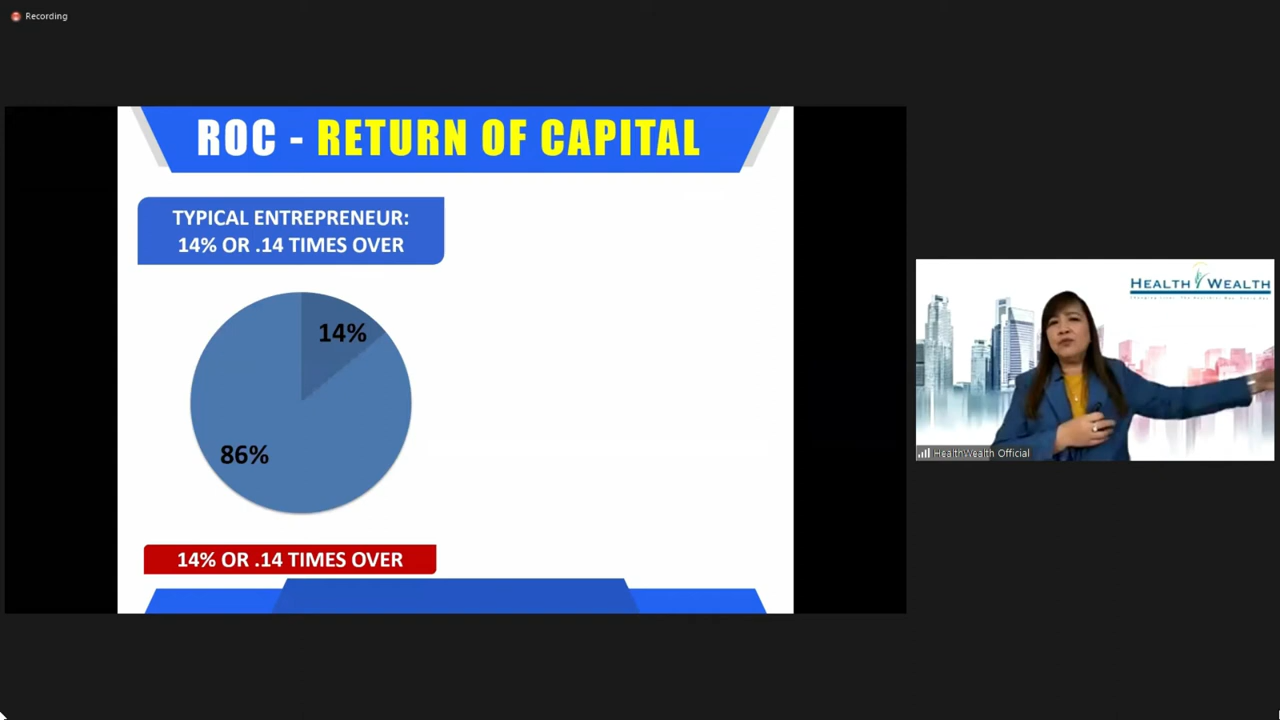 Recording
ROC - RETURN OF CAPITAL
TYPICAL ENTREPRENEUR:
14% OR .14 TIMES OVER
14%
86%
14% OR .14 TIMES OVER
HEALTH WEALTH
HealthWealth Official